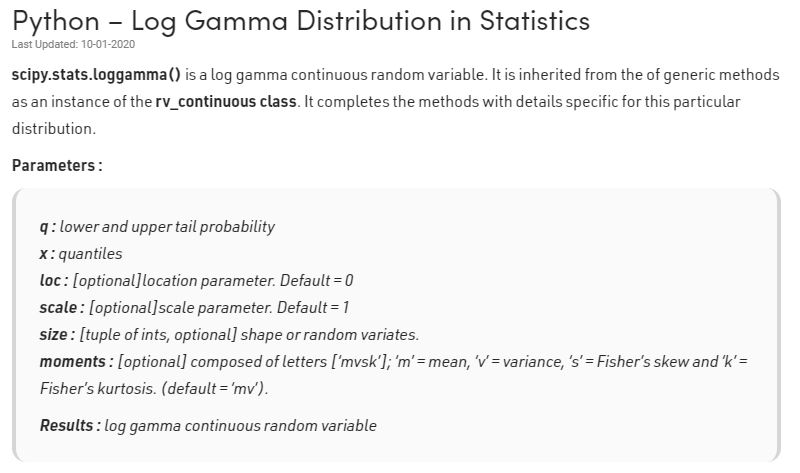 Python – Log Gamma Distribution in Statistics
Last Updated: 10-01-2020
scipy.stats.loggamma() is a log gamma continuous random variable. It is inherited from the of generic methods
as an instance of the rv_continuous class. It completes the methods with details specific for this particular
distribution.
Parameters :
q : lower and upper tail probability
x : quantiles
loc : [optional]location parameter. Default = 0
scale : [optional]scale parameter. Default = 1
size : [tuple of ints, optional] shape or random variates.
moments : [optional] composed of letters ['mvsk']; 'm' = mean, 'v' = variance, 's' = Fisher's skew and 'k' =
Fisher's kurtosis. (default = 'mv').
Results : log gamma continuous random variable